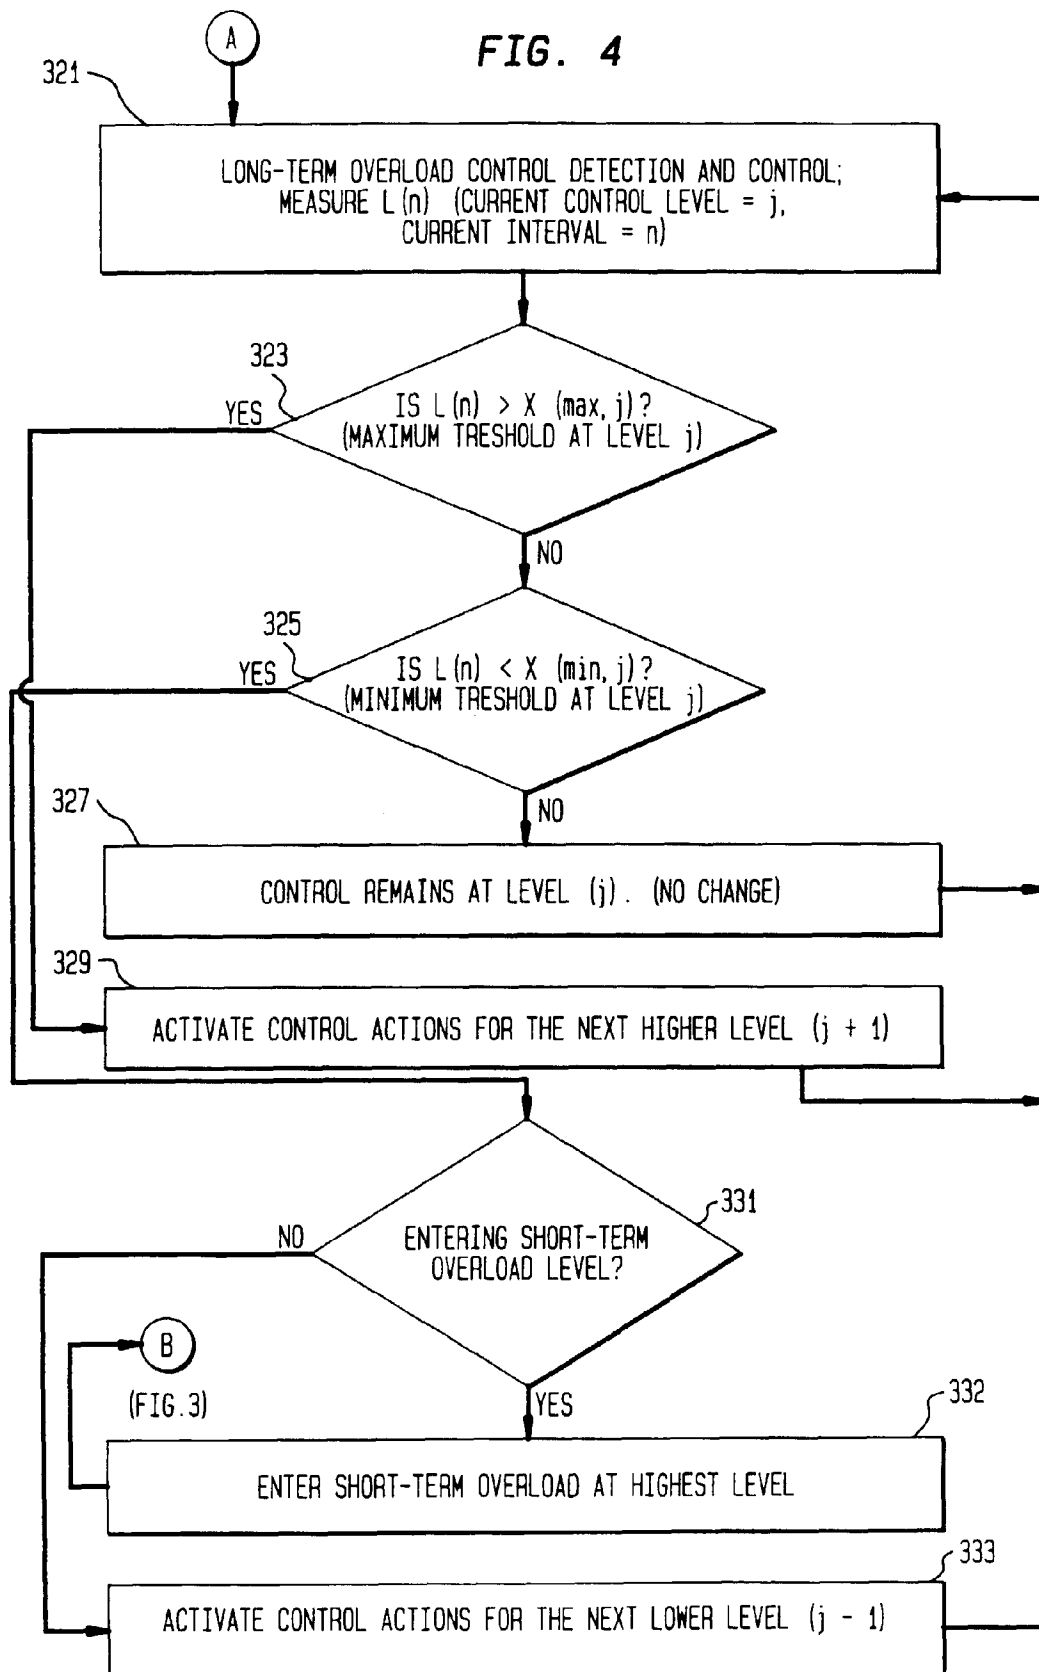 A
FIG. 4
321
LONG-TERM OVERLOAD CONTROL DETECTION AND CONTROL;
MEASURE L(n) (CURRENT CONTROL LEVEL = j,
CURRENT INTERVAL = n)
323
YES
IS L(n) > X (max, j)?
(MAXIMUM TRESHOLD AT LEVEL j)
NO
325
YES
IS L(n) < X (min, j)?
(MINIMUM TRESHOLD AT LEVEL j)
NO
327
CONTROL REMAINS AT LEVEL (j). (NO CHANGE)
329
ACTIVATE CONTROL ACTIONS FOR THE NEXT HIGHER LEVEL (j + 1)
331
NO
ENTERING SHORT-TERM
OVERLOAD LEVEL?
B
(FIG.3)
YES
332
ENTER SHORT-TERM OVERLOAD AT HIGHEST LEVEL
333
ACTIVATE CONTROL ACTIONS FOR THE NEXT LOWER LEVEL (j - 1)